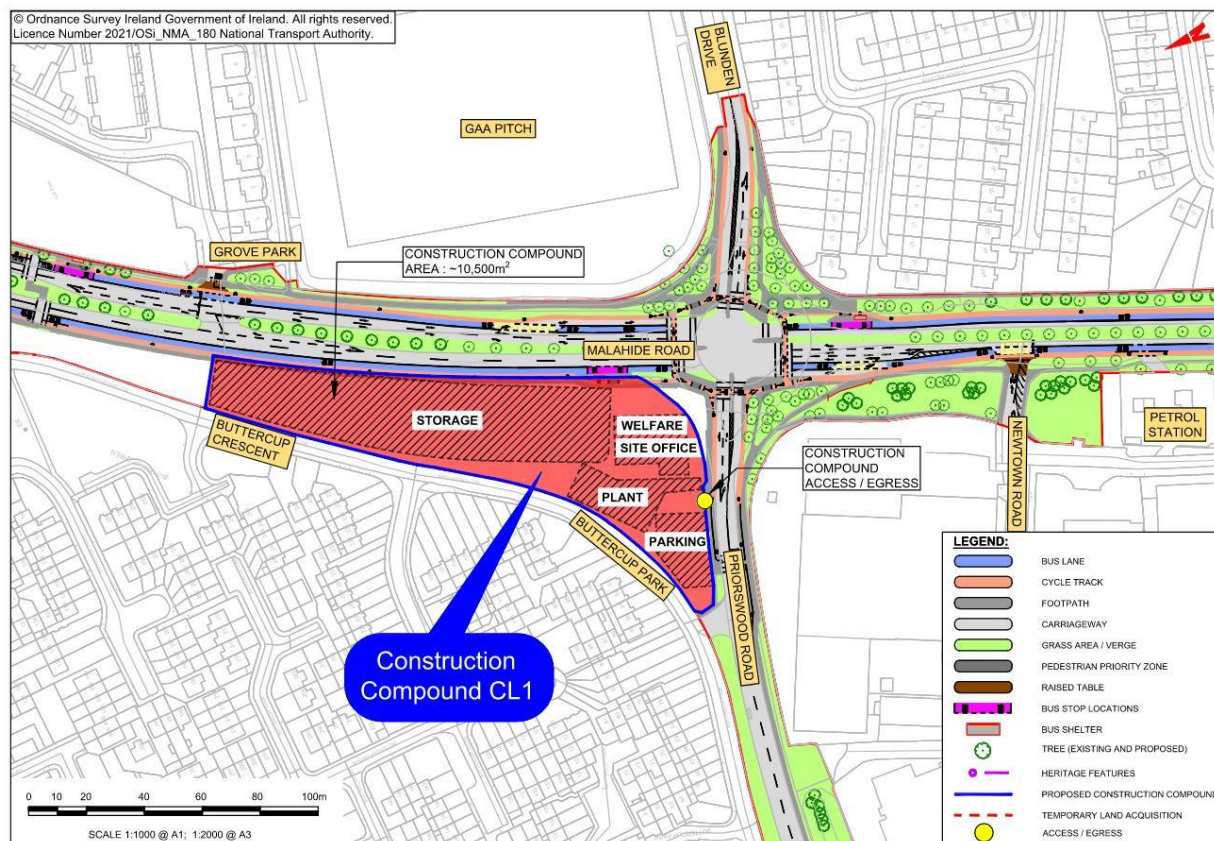 © Ordnance Survey Ireland Government of Ireland. All rights reserved.
Licence Number 2021/OSi_NMA_180 National Transport Authority.
BLUNDEN
DRIVE
N
GAA PITCH
GROVE PARK
CONSTRUCTION COMPOUND
AREA : ~10,500m²
MALAHIDE ROAD
STORAGE
WELFARE
SITE OFFICE
PLANT
PARKING
BUTTERCUP
CRESCENT
BUTTERCUP PARK
CONSTRUCTION
COMPOUND
ACCESS / EGRESS
PRIORSWOOD ROAD
NEWTOWN ROAD
PETROL
STATION
Construction
Compound CL1
LEGEND:
BUS LANE
CYCLE TRACK
FOOTPATH
CARRIAGEWAY
GRASS AREA / VERGE
PEDESTRIAN PRIORITY ZONE
RAISED TABLE
BUS STOP LOCATIONS
BUS SHELTER
TREE (EXISTING AND PROPOSED)
HERITAGE FEATURES
PROPOSED CONSTRUCTION COMPOUND
TEMPORARY LAND ACQUISITION
ACCESS / EGRESS
0 10 20 40 60 80 100m
SCALE 1:1000 @ A1; 1:2000 @ A3